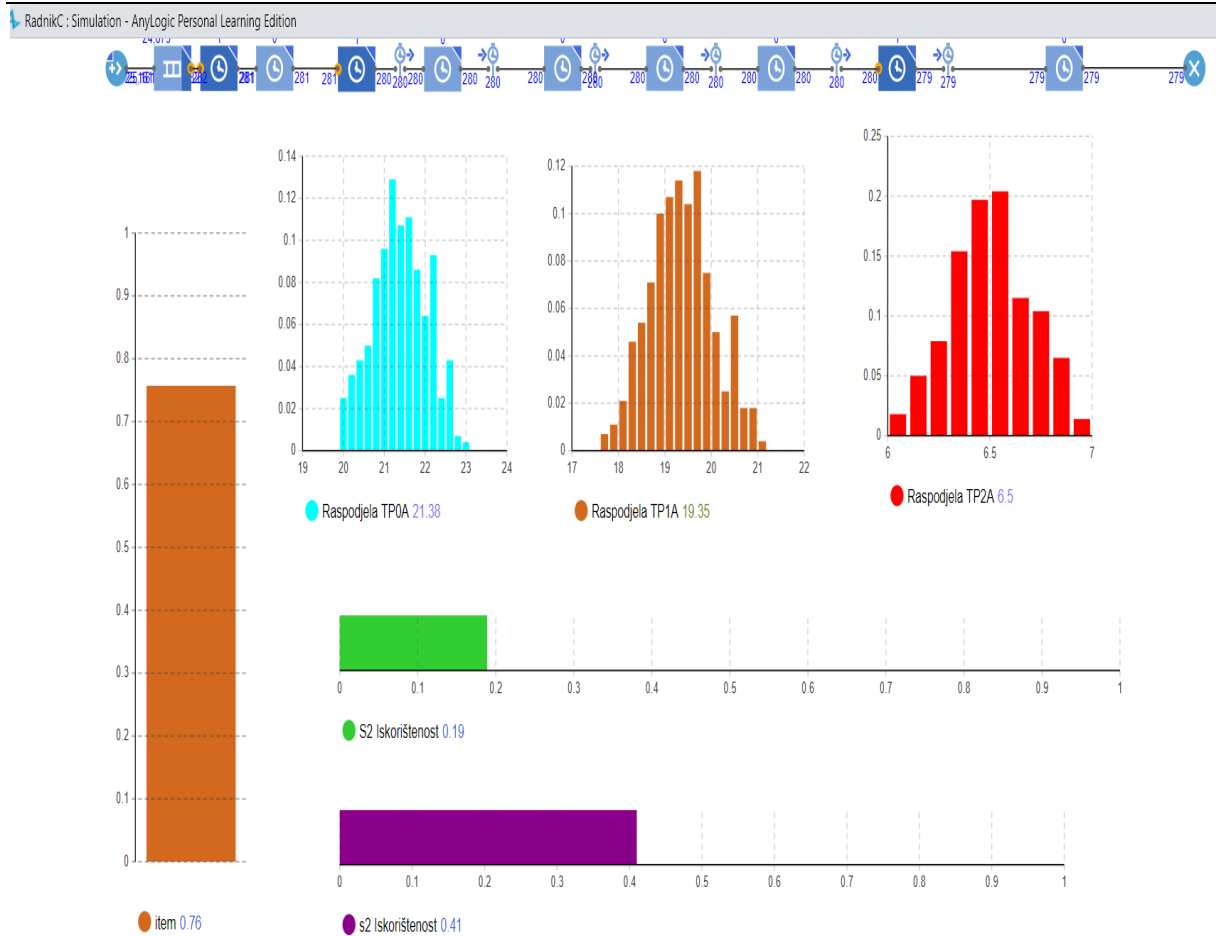 RadnikC : Simulation - AnyLogic Personal Learning Edition
281 281 281 280 280 280 280 280 280 280 280 280 280 280 280 280 279 279 279 279 279
0.14
0.12
0.1
0.08
0.06
0.04
0.02
0
19 20 21 22 23 24
Raspodjela TP0A 21.38
0.12
0.1
0.08
0.06
0.04
0.02
0
17 18 19 20 21 22
Raspodjela TP1A 19.35
0.25
0.2
0.15
0.1
0.05
0
6 6.5 7
Raspodjela TP2A 6.5
1
0.9
0.8
0.7
0.6
0.5
0.4
0.3
0.2
0.1
0
item 0.76
0 0.1 0.2 0.3 0.4 0.5 0.6 0.7 0.8 0.9 1
S2 Iskorištenost 0.19
0 0.1 0.2 0.3 0.4 0.5 0.6 0.7 0.8 0.9 1
s2 Iskorištenost 0.41